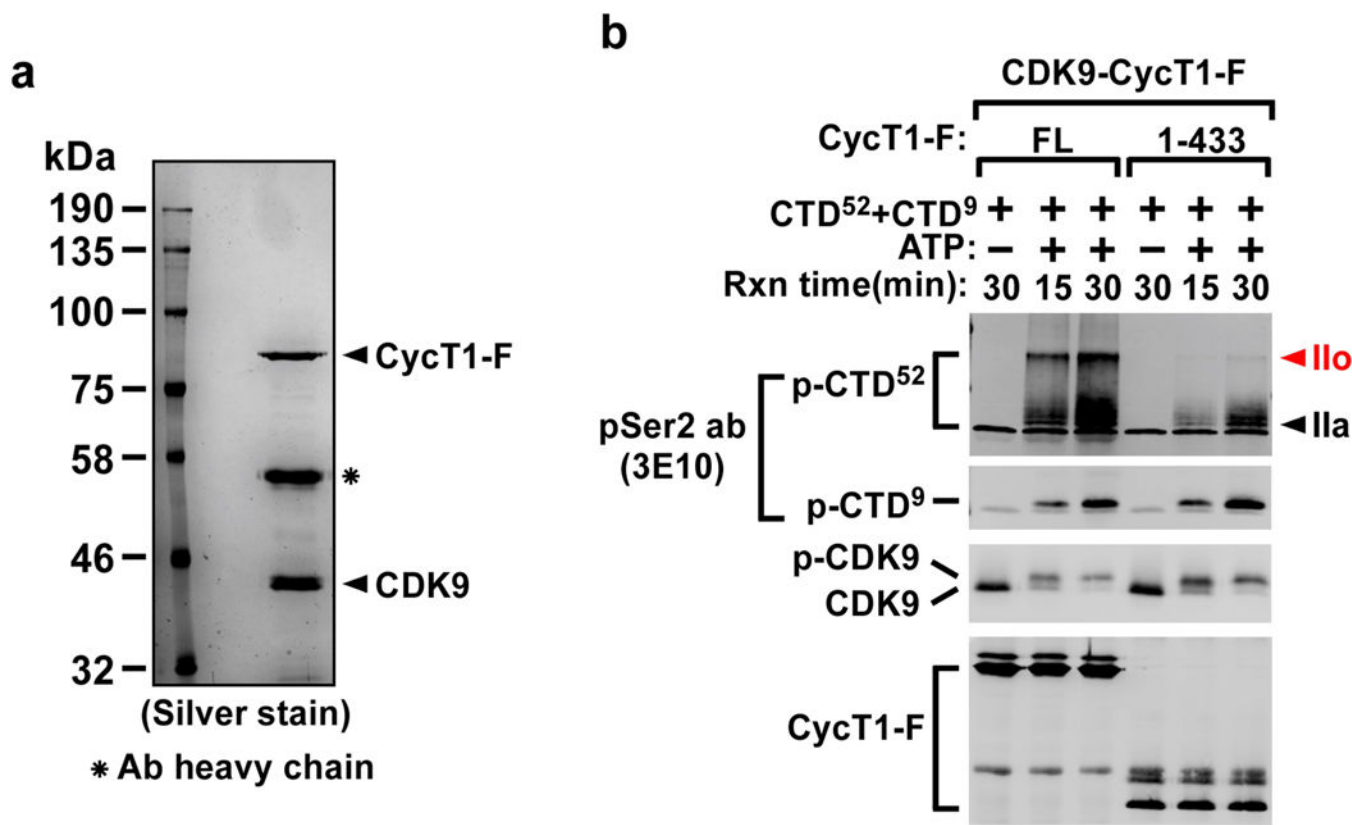 a
kDa
190
135
100
75
58
46
32
CycT1-F
*
CDK9
(Silver stain)
* Ab heavy chain
b
CDK9-CycT1-F
CycT1-F: FL 1-433
CTD⁵²+CTD⁹ + + + + + +
ATP: − + + − + +
Rxn time(min): 30 15 30 30 15 30
pSer2 ab
(3E10)
p-CTD⁵²
IIo
IIa
p-CTD⁹
p-CDK9
CDK9
CycT1-F